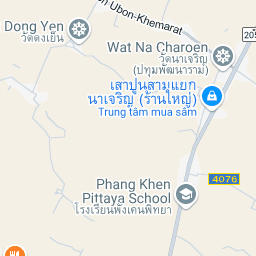 Ubon-Khemarat
Dong Yen
วัดดงเย็น
Wat Na Charoen
วัดนาเจริญ
(ปทุมพัฒนาราม)
เสาปูนสามแยก
นาเจริญ (ร้านใหญ่)
Trung tâm mua sắm
4076
Phang Khen
Pittaya School
โรงเรียนพังเคนพิทยา